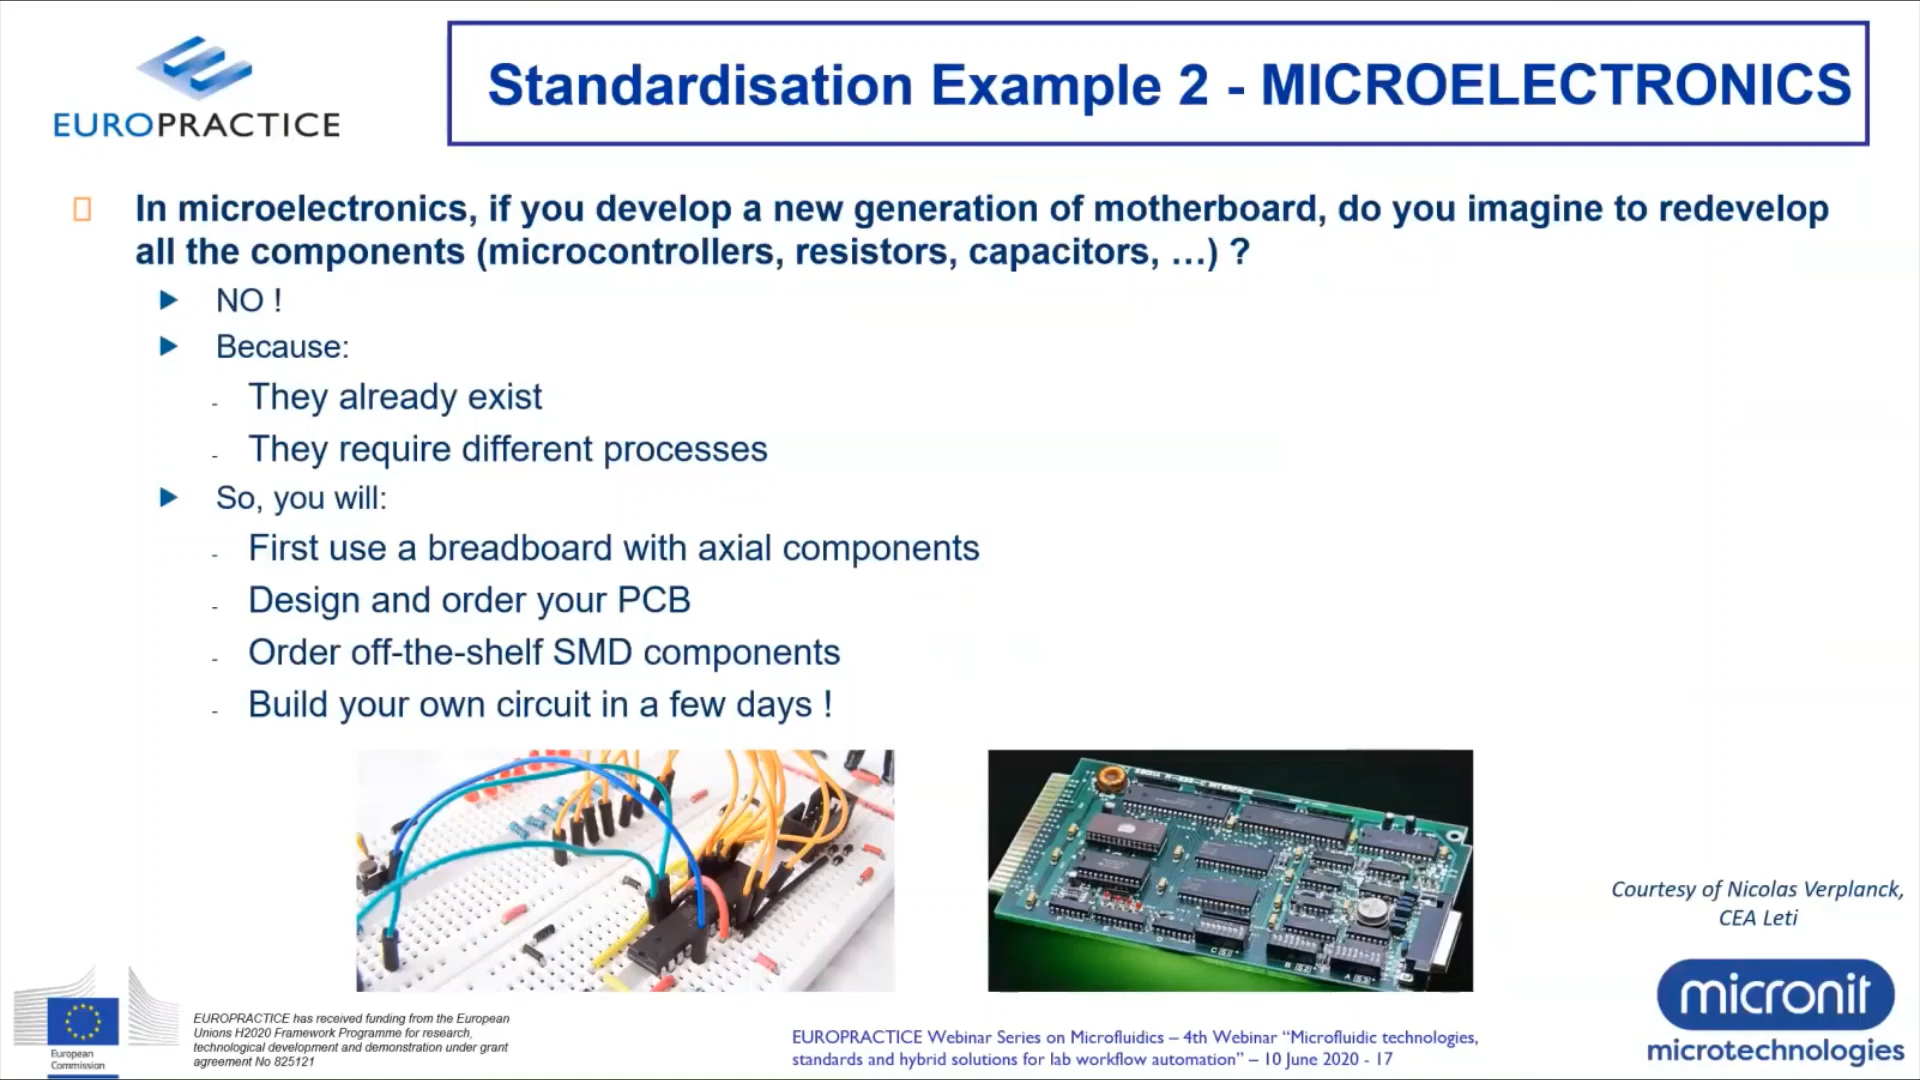 EUROPRACTICE
Standardisation Example 2 - MICROELECTRONICS
In microelectronics, if you develop a new generation of motherboard, do you imagine to redevelop
all the components (microcontrollers, resistors, capacitors, …) ?
NO !
Because:
- They already exist
- They require different processes
So, you will:
- First use a breadboard with axial components
- Design and order your PCB
- Order off-the-shelf SMD components
- Build your own circuit in a few days !
Courtesy of Nicolas Verplanck,
CEA Leti
European
Commission
EUROPRACTICE has received funding from the European
Unions H2020 Framework Programme for research,
technological development and demonstration under grant
agreement No 825121
EUROPRACTICE Webinar Series on Microfluidics – 4th Webinar “Microfluidic technologies,
standards and hybrid solutions for lab workflow automation” – 10 June 2020 - 17
micronit
microtechnologies